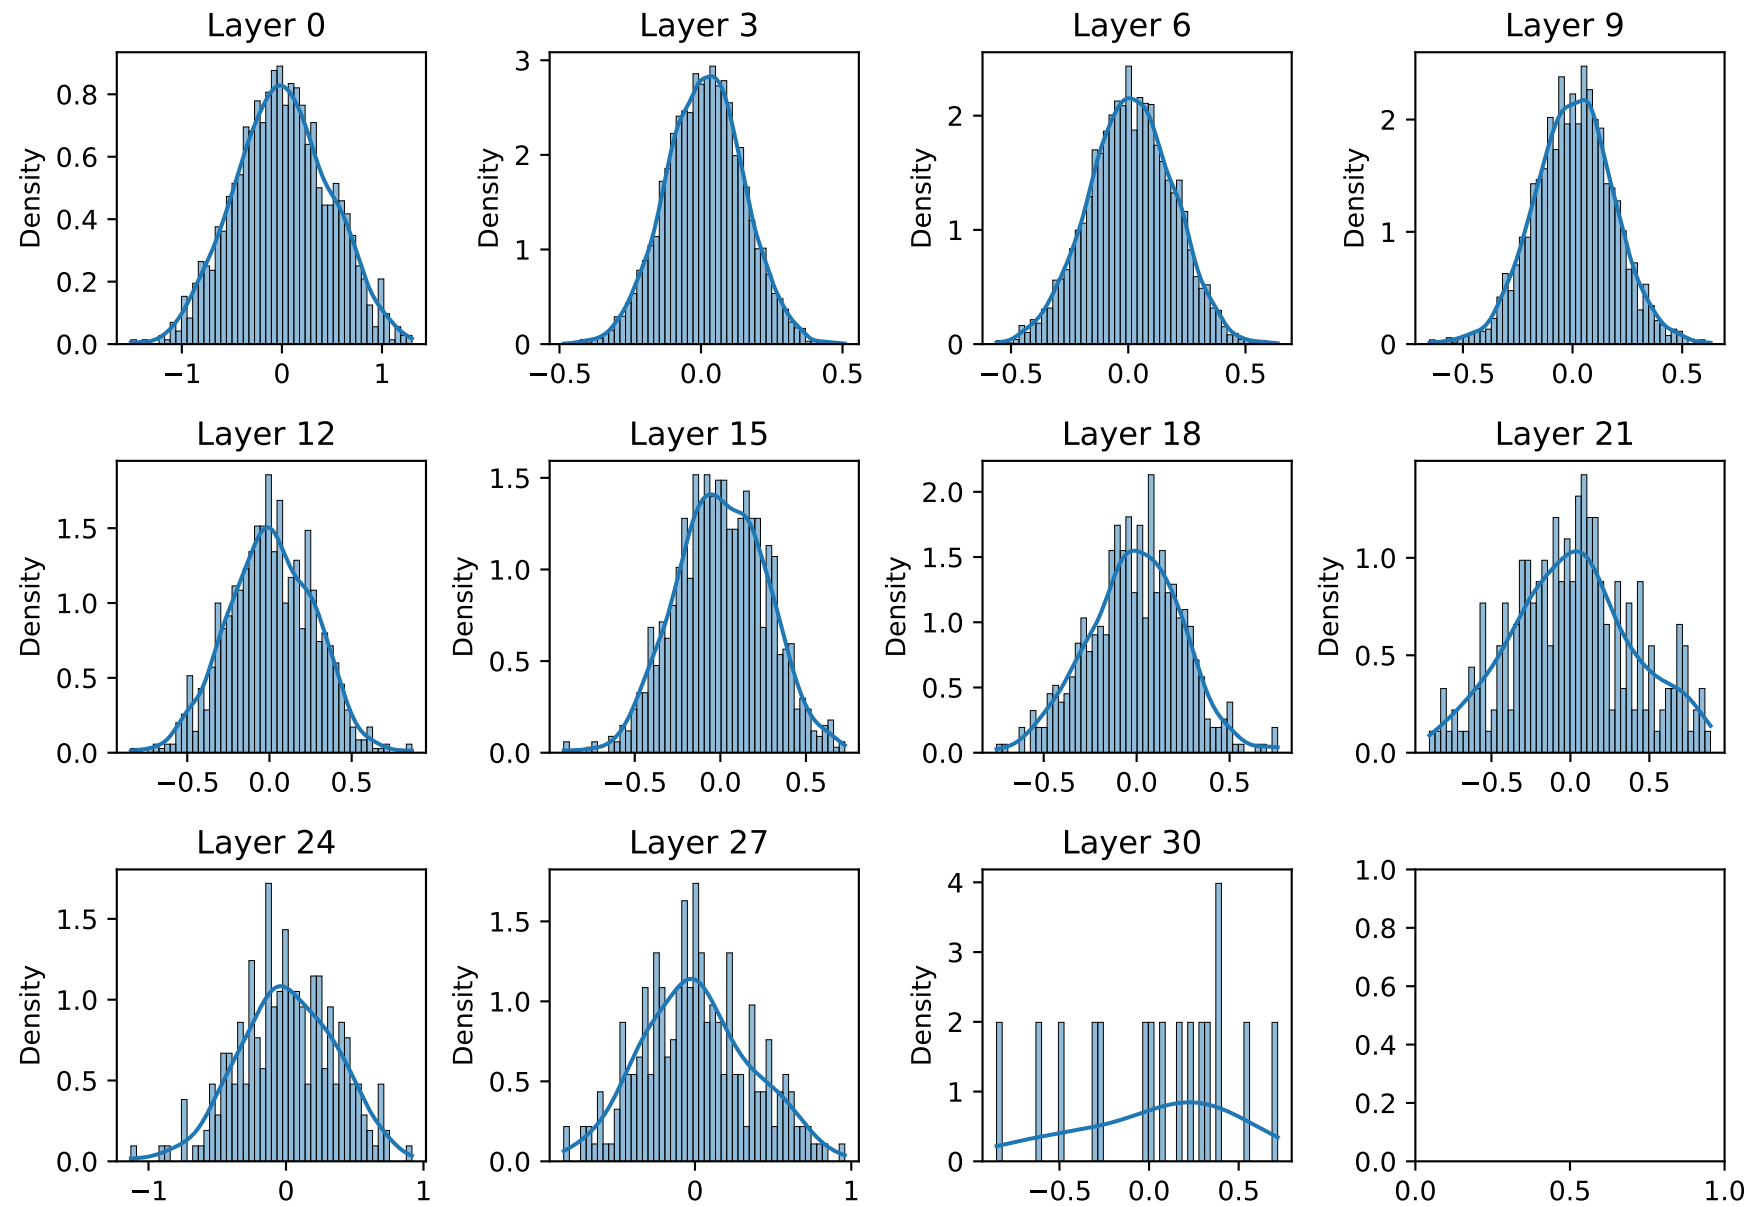 Layer 0 Layer 3 Layer 6 Layer 9
Density Density Density Density
0.8 3 2 2
0.6 2 1 1
0.4 1 0 0
0.2 0
0.0
−1 0 1 −0.5 0.0 0.5 −0.5 0.0 0.5 −0.5 0.0 0.5
Layer 12 Layer 15 Layer 18 Layer 21
Density Density Density Density
1.5 1.5 2.0 1.0
1.0 1.0 1.5 0.5
0.5 0.5 1.0 0.0
0.0 0.0 0.5
0.0
−0.5 0.0 0.5 −0.5 0.0 0.5 −0.5 0.0 0.5 −0.5 0.0 0.5
Layer 24 Layer 27 Layer 30
Density Density Density
1.5 1.5 4 1.0
1.0 1.0 3 0.8
0.5 0.5 2 0.6
0.0 0.0 1 0.4
0 0.2
0.0
−1 0 1 0 1 −0.5 0.0 0.5 0.0 0.5 1.0